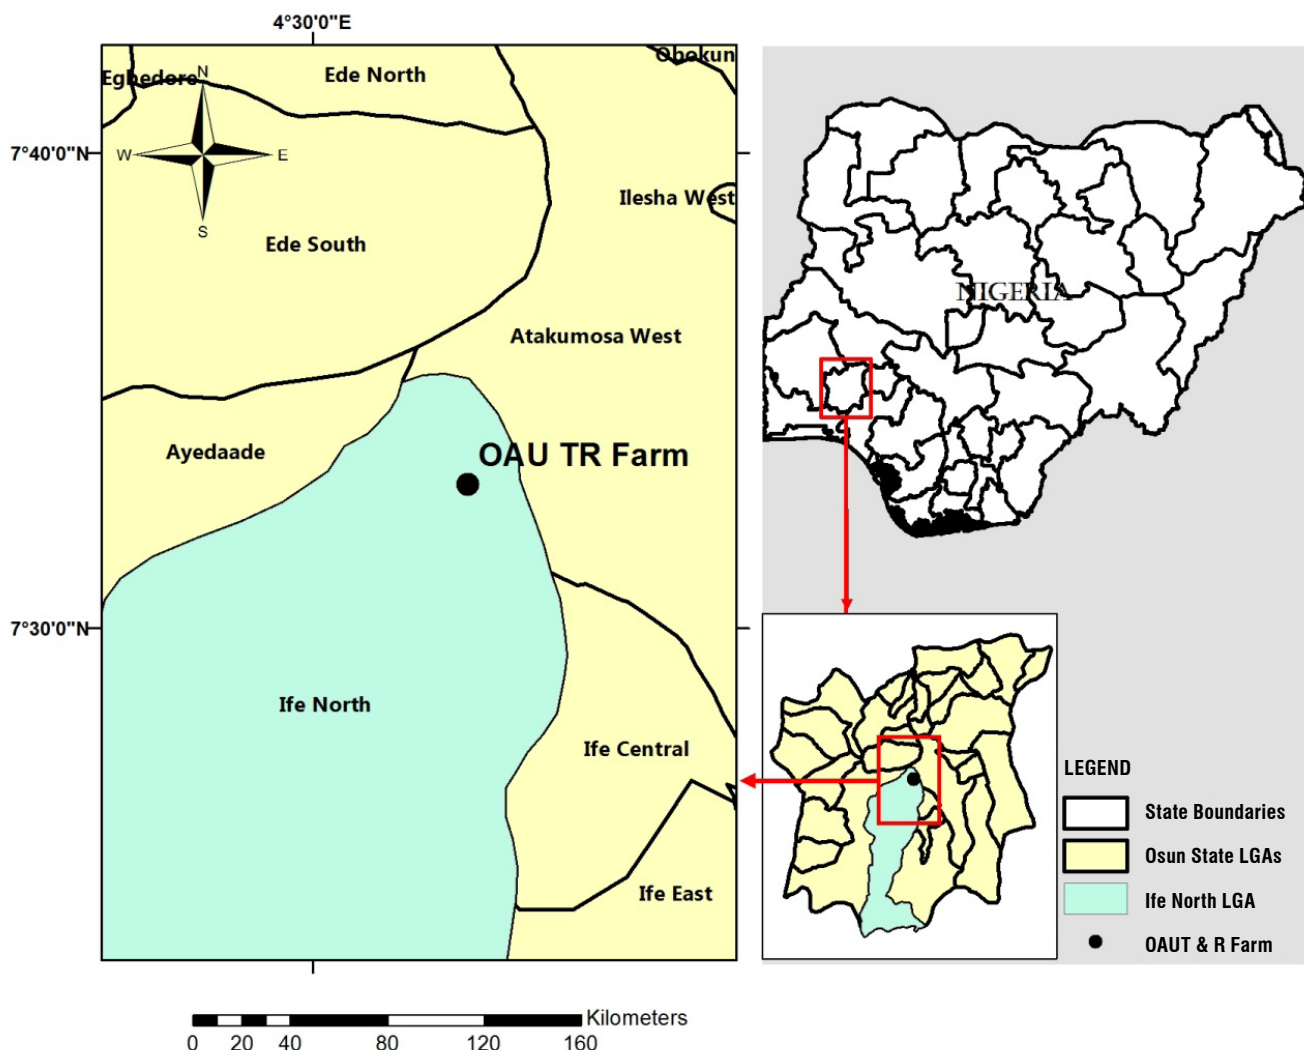 4°30'0"E
Obokun
Egbedore
Ede North
N
W
E
S
7°40'0"N
Ilesha West
Ede South
NIGERIA
Atakumosa West
Ayedaade
OAU TR Farm
7°30'0"N
Ife North
Ife Central
Ife East
LEGEND
State Boundaries
Osun State LGAs
Ife North LGA
OAUT & R Farm
Kilometers
0 20 40 80 120 160